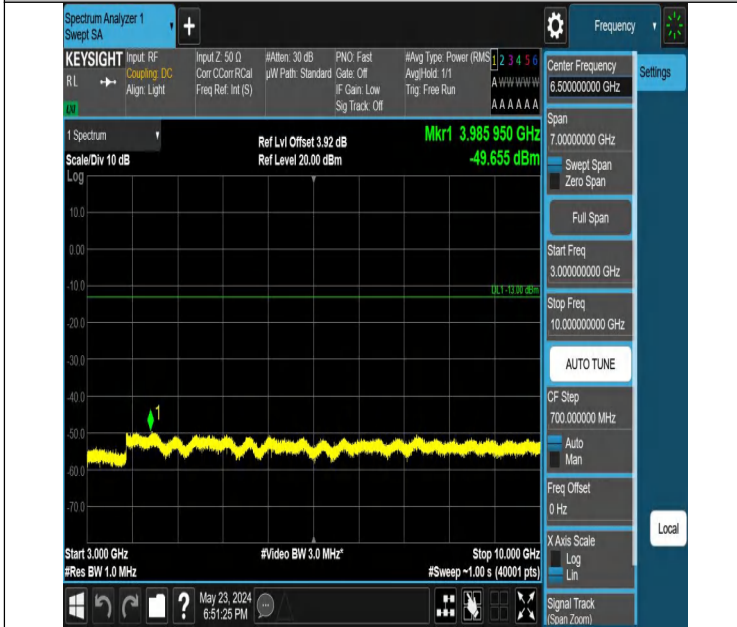 Spectrum Analyzer 1
Swept SA
+
Frequency
KEYSIGHT
RL
Input: RF
Coupling: DC
Align: Light
Input Z: 50 Ω
Corr CCorr RCal
Freq Ref: Int (S)
#Atten: 30 dB
µW Path: Standard
PNO: Fast
Gate: Off
IF Gain: Low
Sig Track: Off
#Avg Type: Power (RMS
Avg|Hold: 1/1
Trig: Free Run
1 2 3 4 5 6
A W W W W W
A A A A A A
1 Spectrum
Scale/Div 10 dB
Ref Lvl Offset 3.92 dB
Ref Level 20.00 dBm
Mkr1 3.985 950 GHz
-49.655 dBm
Log
10.0
0.00
-10.0
DL1 -13.00 dBm
-20.0
-30.0
-40.0
1
-50.0
-60.0
-70.0
Start 3.000 GHz
#Video BW 3.0 MHz*
Stop 10.000 GHz
#Res BW 1.0 MHz
#Sweep ~1.00 s (40001 pts)
Center Frequency
6.500000000 GHz
Settings
Span
7.00000000 GHz
Swept Span
Zero Span
Full Span
Start Freq
3.000000000 GHz
Stop Freq
10.000000000 GHz
AUTO TUNE
CF Step
700.000000 MHz
Auto
Man
Freq Offset
0 Hz
X Axis Scale
Log
Lin
Local
Signal Track
(Span Zoom)
?
May 23, 2024
6:51:25 PM